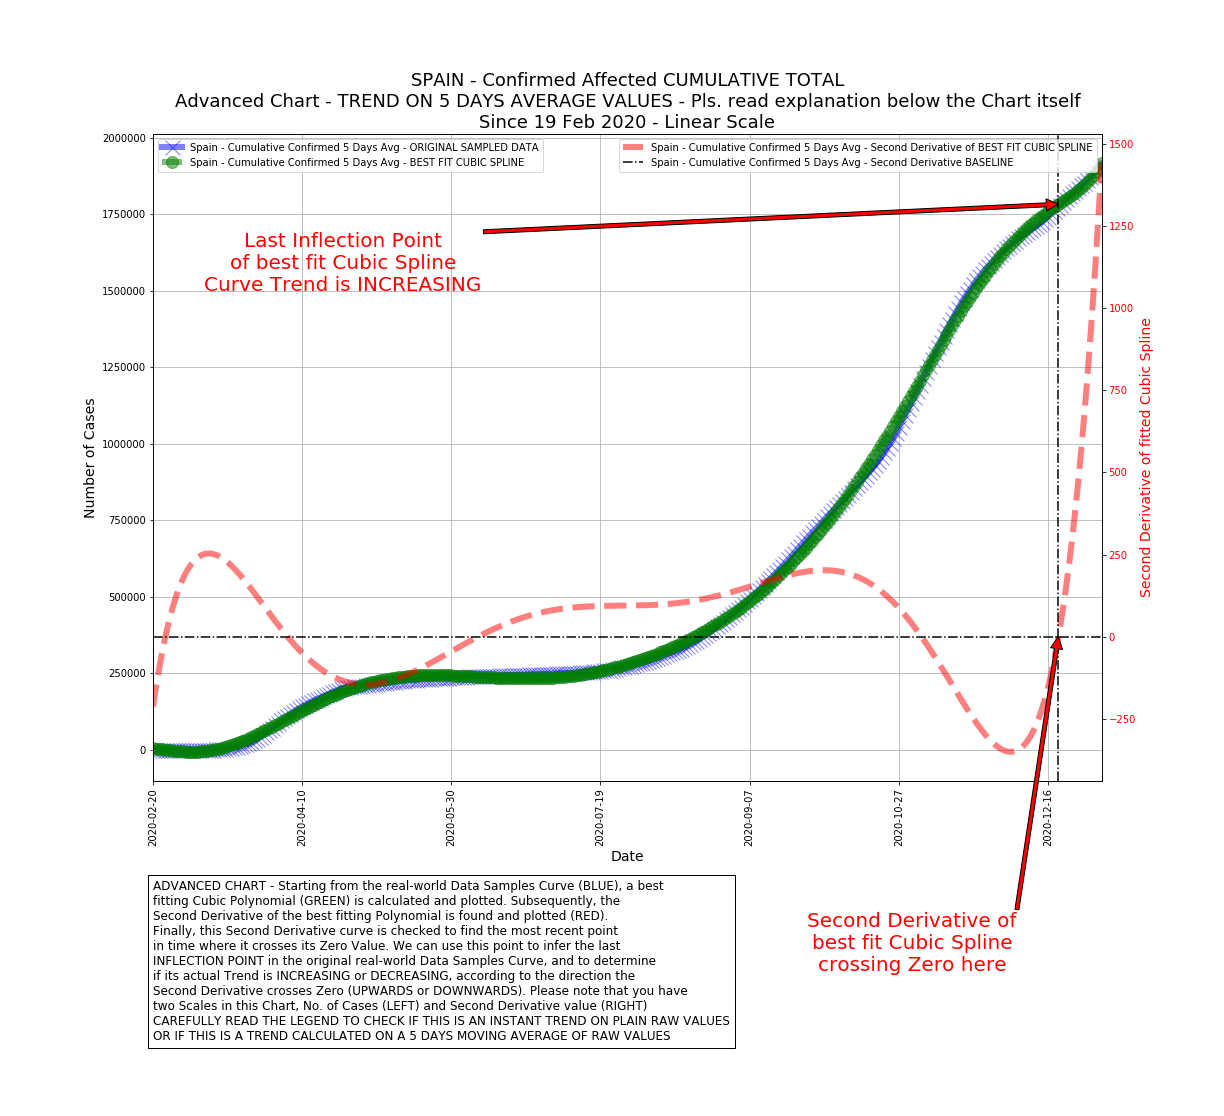 SPAIN - Confirmed Affected CUMULATIVE TOTAL
Advanced Chart - TREND ON 5 DAYS AVERAGE VALUES - Pls. read explanation below the Chart itself
Since 19 Feb 2020 - Linear Scale
Spain - Cumulative Confirmed 5 Days Avg - ORIGINAL SAMPLED DATA
Spain - Cumulative Confirmed 5 Days Avg - BEST FIT CUBIC SPLINE
Spain - Cumulative Confirmed 5 Days Avg - Second Derivative of BEST FIT CUBIC SPLINE
Spain - Cumulative Confirmed 5 Days Avg - Second Derivative BASELINE
Last Inflection Point
of best fit Cubic Spline
Curve Trend is INCREASING
Number of Cases
2000000
1750000
1500000
1250000
1000000
750000
500000
250000
0
1500
1250
1000
750
500
250
0
−250
Second Derivative of fitted Cubic Spline
2020-02-20
2020-04-10
2020-05-30
2020-07-19
2020-09-07
2020-10-27
2020-12-16
Date
ADVANCED CHART - Starting from the real-world Data Samples Curve (BLUE), a best
fitting Cubic Polynomial (GREEN) is calculated and plotted. Subsequently, the
Second Derivative of the best fitting Polynomial is found and plotted (RED).
Finally, this Second Derivative curve is checked to find the most recent point
in time where it crosses its Zero Value. We can use this point to infer the last
INFLECTION POINT in the original real-world Data Samples Curve, and to determine
if its actual Trend is INCREASING or DECREASING, according to the direction the
Second Derivative crosses Zero (UPWARDS or DOWNWARDS). Please note that you have
two Scales in this Chart, No. of Cases (LEFT) and Second Derivative value (RIGHT)
CAREFULLY READ THE LEGEND TO CHECK IF THIS IS AN INSTANT TREND ON PLAIN RAW VALUES
OR IF THIS IS A TREND CALCULATED ON A 5 DAYS MOVING AVERAGE OF RAW VALUES
Second Derivative of
best fit Cubic Spline
crossing Zero here